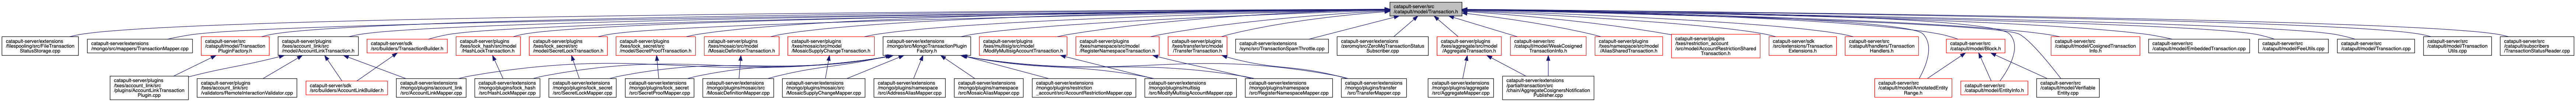 catapult-server/src
/catapult/model/Transaction.h
catapult-server/extensions
/filespooling/src/FileTransaction
StatusStorage.cpp
catapult-server/extensions
/mongo/src/mappers/TransactionMapper.cpp
catapult-server/src
/catapult/model/Transaction
PluginFactory.h
catapult-server/plugins
/txes/account_link/src
/model/AccountLinkTransaction.h
catapult-server/sdk
/src/builders/TransactionBuilder.h
catapult-server/plugins
/txes/lock_hash/src/model
/HashLockTransaction.h
catapult-server/plugins
/txes/lock_secret/src
/model/SecretLockTransaction.h
catapult-server/plugins
/txes/lock_secret/src
/model/SecretProofTransaction.h
catapult-server/plugins
/txes/mosaic/src/model
/MosaicDefinitionTransaction.h
catapult-server/plugins
/txes/mosaic/src/model
/MosaicSupplyChangeTransaction.h
catapult-server/extensions
/mongo/src/MongoTransactionPlugin
Factory.h
catapult-server/plugins
/txes/multisig/src/model
/ModifyMultisigAccountTransaction.h
catapult-server/plugins
/txes/namespace/src/model
/RegisterNamespaceTransaction.h
catapult-server/plugins
/txes/transfer/src/model
/TransferTransaction.h
catapult-server/extensions
/sync/src/TransactionSpamThrottle.cpp
catapult-server/extensions
/zeromq/src/ZeroMqTransactionStatus
Subscriber.cpp
catapult-server/plugins
/txes/aggregate/src/model
/AggregateTransaction.h
catapult-server/src
/catapult/model/WeakCosigned
TransactionInfo.h
catapult-server/plugins
/txes/namespace/src/model
/AliasSharedTransaction.h
catapult-server/plugins
/txes/restriction_account
/src/model/AccountRestrictionShared
Transaction.h
catapult-server/sdk
/src/extensions/Transaction
Extensions.h
catapult-server/src
/catapult/handlers/Transaction
Handlers.h
catapult-server/src
/catapult/model/Block.h
catapult-server/src
/catapult/model/CosignedTransaction
Info.h
catapult-server/src
/catapult/model/EmbeddedTransaction.cpp
catapult-server/src
/catapult/model/FeeUtils.cpp
catapult-server/src
/catapult/model/Transaction.cpp
catapult-server/src
/catapult/model/Transaction
Utils.cpp
catapult-server/src
/catapult/subscribers
/TransactionStatusReader.cpp
catapult-server/plugins
/txes/account_link/src
/plugins/AccountLinkTransaction
Plugin.cpp
catapult-server/plugins
/txes/account_link/src
/validators/RemoteInteractionValidator.cpp
catapult-server/sdk
/src/builders/AccountLinkBuilder.h
catapult-server/extensions
/mongo/plugins/account_link
/src/AccountLinkMapper.cpp
catapult-server/extensions
/mongo/plugins/lock_hash
/src/HashLockMapper.cpp
catapult-server/extensions
/mongo/plugins/lock_secret
/src/SecretLockMapper.cpp
catapult-server/extensions
/mongo/plugins/lock_secret
/src/SecretProofMapper.cpp
catapult-server/extensions
/mongo/plugins/mosaic/src
/MosaicDefinitionMapper.cpp
catapult-server/extensions
/mongo/plugins/mosaic/src
/MosaicSupplyChangeMapper.cpp
catapult-server/extensions
/mongo/plugins/namespace
/src/AddressAliasMapper.cpp
catapult-server/extensions
/mongo/plugins/namespace
/src/MosaicAliasMapper.cpp
catapult-server/extensions
/mongo/plugins/restriction
_account/src/AccountRestrictionMapper.cpp
catapult-server/extensions
/mongo/plugins/multisig
/src/ModifyMultisigAccountMapper.cpp
catapult-server/extensions
/mongo/plugins/namespace
/src/RegisterNamespaceMapper.cpp
catapult-server/extensions
/mongo/plugins/transfer
/src/TransferMapper.cpp
catapult-server/extensions
/mongo/plugins/aggregate
/src/AggregateMapper.cpp
catapult-server/extensions
/partialtransaction/src
/chain/AggregateCosignersNotification
Publisher.cpp
catapult-server/src
/catapult/model/AnnotatedEntity
Range.h
catapult-server/src
/catapult/model/EntityInfo.h
catapult-server/src
/catapult/model/Verifiable
Entity.cpp